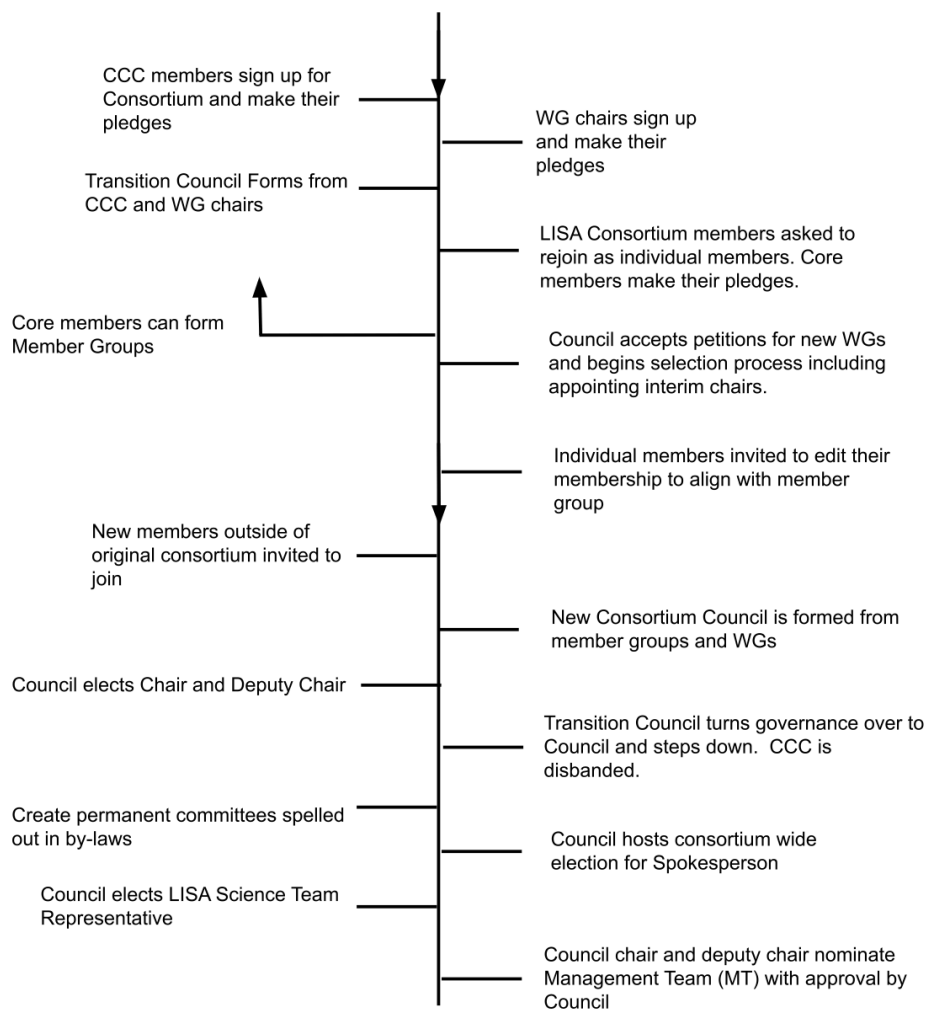 CCC members sign up for
Consortium and make their
pledges
WG chairs sign up
and make their
pledges
Transition Council Forms from
CCC and WG chairs
LISA Consortium members asked to
rejoin as individual members. Core
members make their pledges.
Core members can form
Member Groups
Council accepts petitions for new WGs
and begins selection process including
appointing interim chairs.
Individual members invited to edit their
membership to align with member
group
New members outside of
original consortium invited to
join
New Consortium Council is formed from
member groups and WGs
Council elects Chair and Deputy Chair
Transition Council turns governance over to
Council and steps down.  CCC is
disbanded.
Create permanent committees spelled
out in by-laws
Council hosts consortium wide
election for Spokesperson
Council elects LISA Science Team
Representative
Council chair and deputy chair nominate
Management Team (MT) with approval by
Council